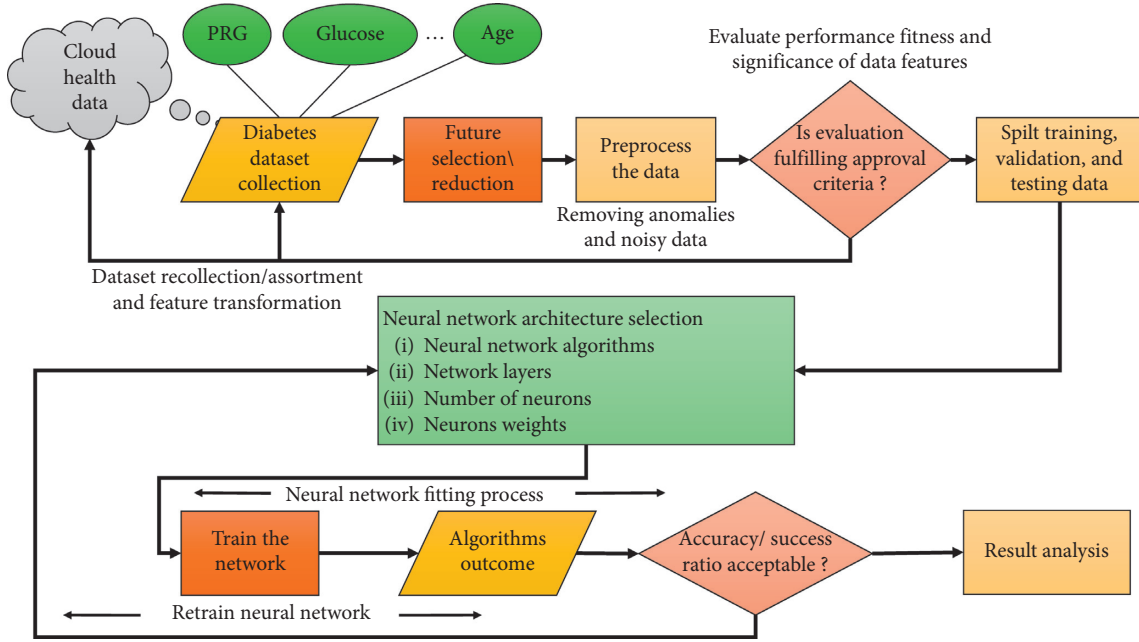 PRG
Glucose
...
Age
Cloud
health
data
Evaluate performance fitness and
significance of data features
Diabetes
dataset
collection
Future
selection\
reduction
Preprocess
the data
Is evaluation
fulfilling approval
criteria ?
Spilt training,
validation, and
testing data
Removing anomalies
and noisy data
Dataset recollection/assortment
and feature transformation
Neural network architecture selection
(i) Neural network algorithms
(ii) Network layers
(iii) Number of neurons
(iv) Neurons weights
Neural network fitting process
Train the
network
Algorithms
outcome
Accuracy/ success
ratio acceptable ?
Result analysis
Retrain neural network